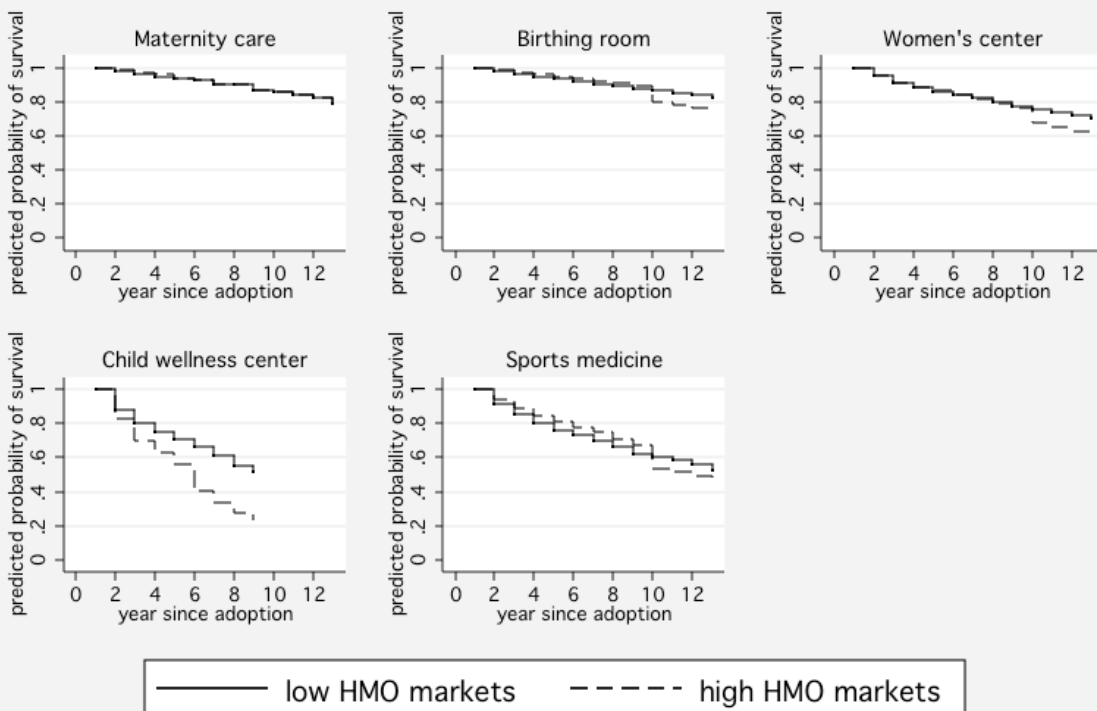 Maternity care
predicted probability of survival
1
.8
.6
.4
.2
0
0 2 4 6 8 10 12
year since adoption
Birthing room
predicted probability of survival
1
.8
.6
.4
.2
0
0 2 4 6 8 10 12
year since adoption
Women's center
predicted probability of survival
1
.8
.6
.4
.2
0
0 2 4 6 8 10 12
year since adoption
Child wellness center
predicted probability of survival
1
.8
.6
.4
.2
0
0 2 4 6 8 10 12
year since adoption
Sports medicine
predicted probability of survival
1
.8
.6
.4
.2
0
0 2 4 6 8 10 12
year since adoption
low HMO markets
high HMO markets